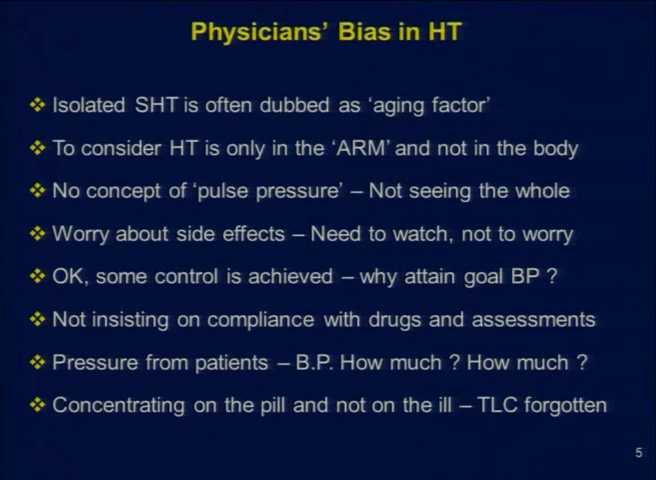 Physicians’ Bias in HT
❖ Isolated SHT is often dubbed as ‘aging factor’
❖ To consider HT is only in the ‘ARM’ and not in the body
❖ No concept of ‘pulse pressure’ – Not seeing the whole
❖ Worry about side effects – Need to watch, not to worry
❖ OK, some control is achieved – why attain goal BP ?
❖ Not insisting on compliance with drugs and assessments
❖ Pressure from patients – B.P. How much ? How much ?
❖ Concentrating on the pill and not on the ill – TLC forgotten
5